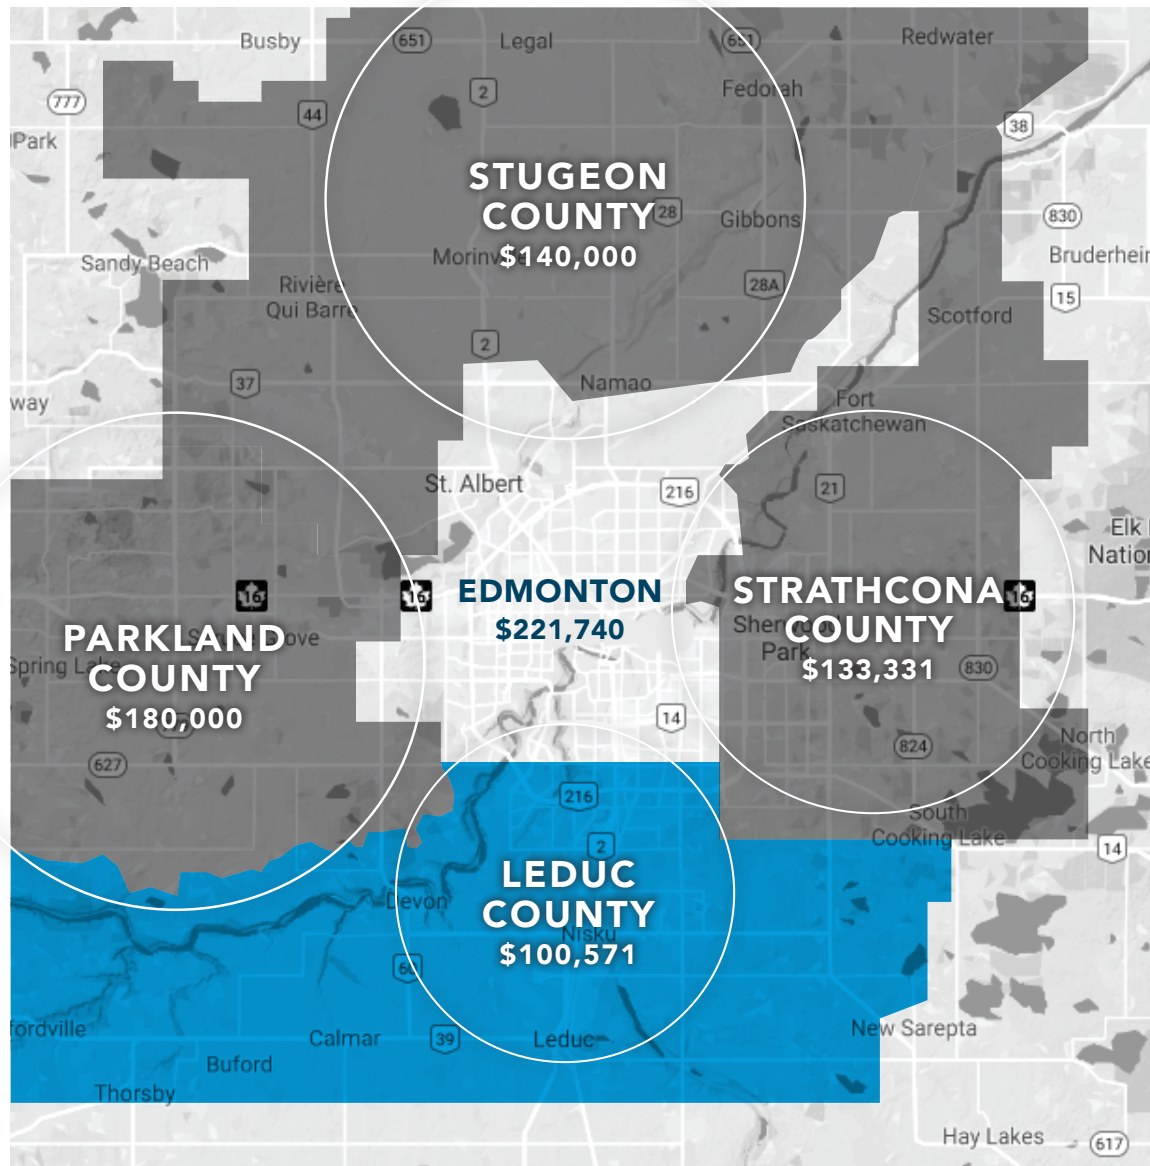 Busby
651
Legal
651
Redwater
2
Fedorah
777
44
38
Park
STUGEON
COUNTY
$140,000
28
Gibbons
830
Morinv
Sandy Beach
Bruderhei
Rivière
Qui Barre
28A
15
Scotford
2
37
Namao
way
Fort
Saskatchewan
St. Albert
216
21
Elk
Natio
16
16
EDMONTON
$221,740
STRATHCONA
COUNTY
$133,331
16
PARKLAND
COUNTY
$180,000
Grove
Spring Lake
Sherwood
Park
830
14
824
North
Cooking Lake
627
216
South
Cooking Lake
2
14
LEDUC
COUNTY
$100,571
Devon
Nisku
60
fordville
Calmar
39
Leduc
New Sarepta
Buford
Thorsby
Hay Lakes
617